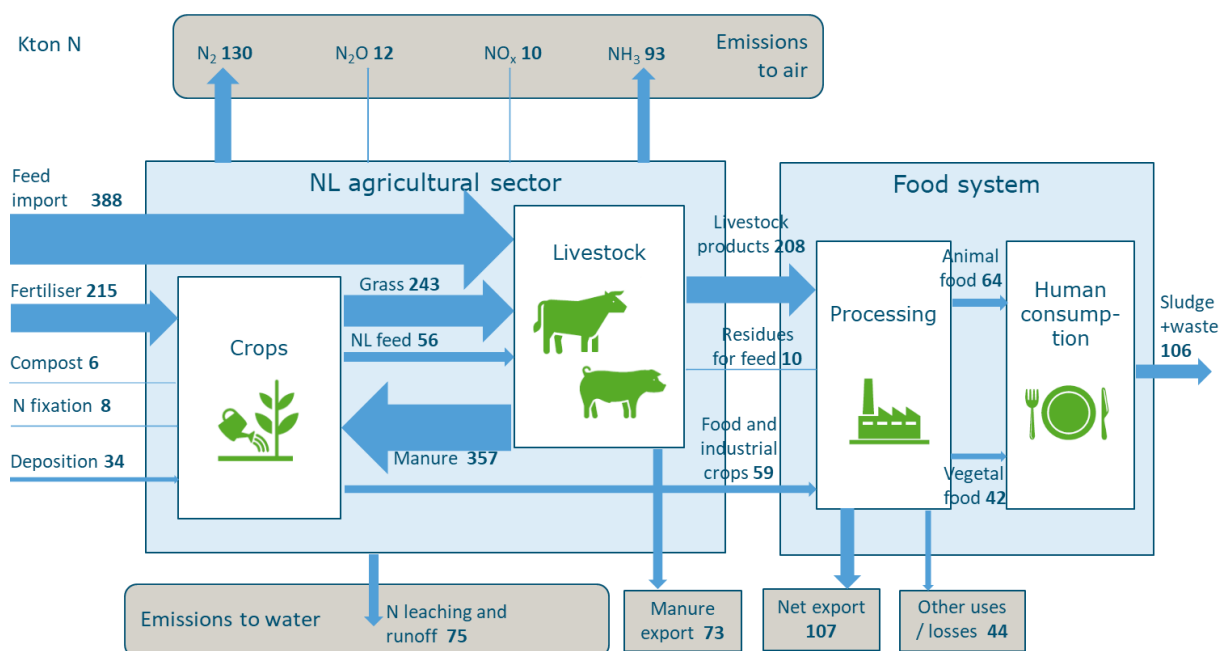 Kton N
N₂ 130
N₂O 12
NOₓ 10
NH₃ 93
Emissions
to air
Feed
import 388
NL agricultural sector
Food system
Livestock
Livestock
products 208
Animal
food 64
Fertiliser 215
Grass 243
Crops
NL feed 56
Processing
Human
consump-
tion
Sludge
+waste
106
Residues
for feed 10
Compost 6
N fixation 8
Deposition 34
Manure 357
Food and
industrial
crops 59
Vegetal
food 42
Emissions to water
N leaching and
runoff 75
Manure
export 73
Net export
107
Other uses
/ losses 44